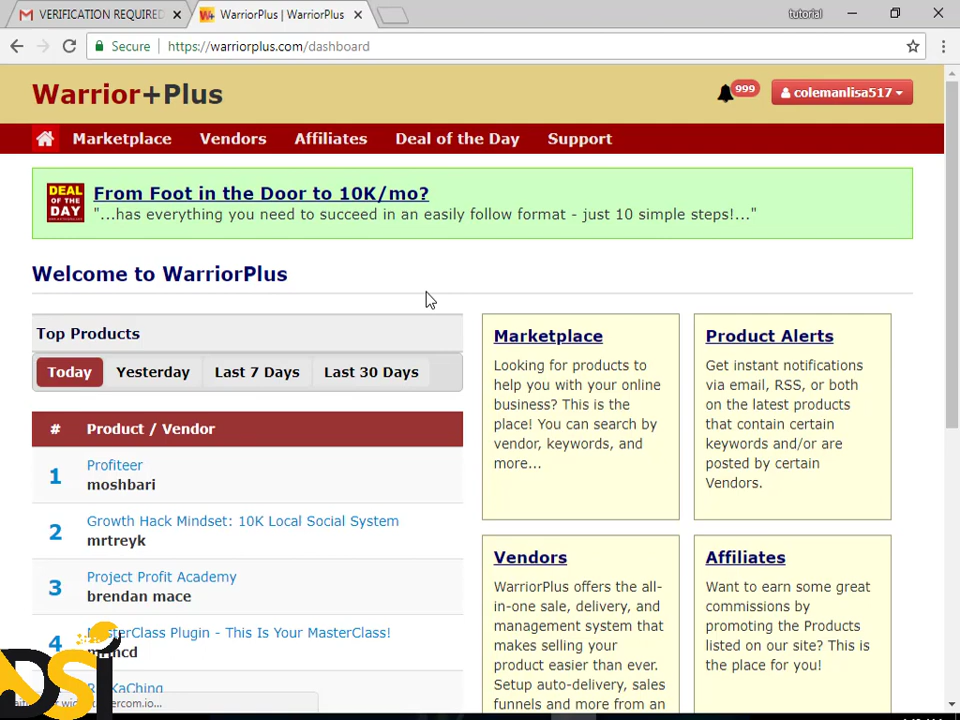 VERIFICATION REQUIRED
WarriorPlus | WarriorPlus
tutorial
Secure
https://warriorplus.com/dashboard
Warrior+Plus
999
colemanlisa517
Marketplace
Vendors
Affiliates
Deal of the Day
Support
DEAL
OF THE
DAY
From Foot in the Door to 10K/mo?
"...has everything you need to succeed in an easily follow format - just 10 simple steps!..."
Welcome to WarriorPlus
Top Products
Today
Yesterday
Last 7 Days
Last 30 Days
# Product / Vendor
1 Profiteer
moshbari
2 Growth Hack Mindset: 10K Local Social System
mrtreyk
3 Project Profit Academy
brendan mace
4 MasterClass Plugin - This Is Your MasterClass!
Marketplace
Looking for products to
help you with your online
business? This is the
place! You can search by
vendor, keywords, and
more...
Product Alerts
Get instant notifications
via email, RSS, or both
on the latest products
that contain certain
keywords and/or are
posted by certain
Vendors.
Vendors
WarriorPlus offers the all-
in-one sale, delivery, and
management system that
makes selling your
product easier than ever.
Setup auto-delivery, sales
funnels and more from an
Affiliates
Want to earn some great
commissions by
promoting the Products
listed on our site? This is
the place for you!
DSI